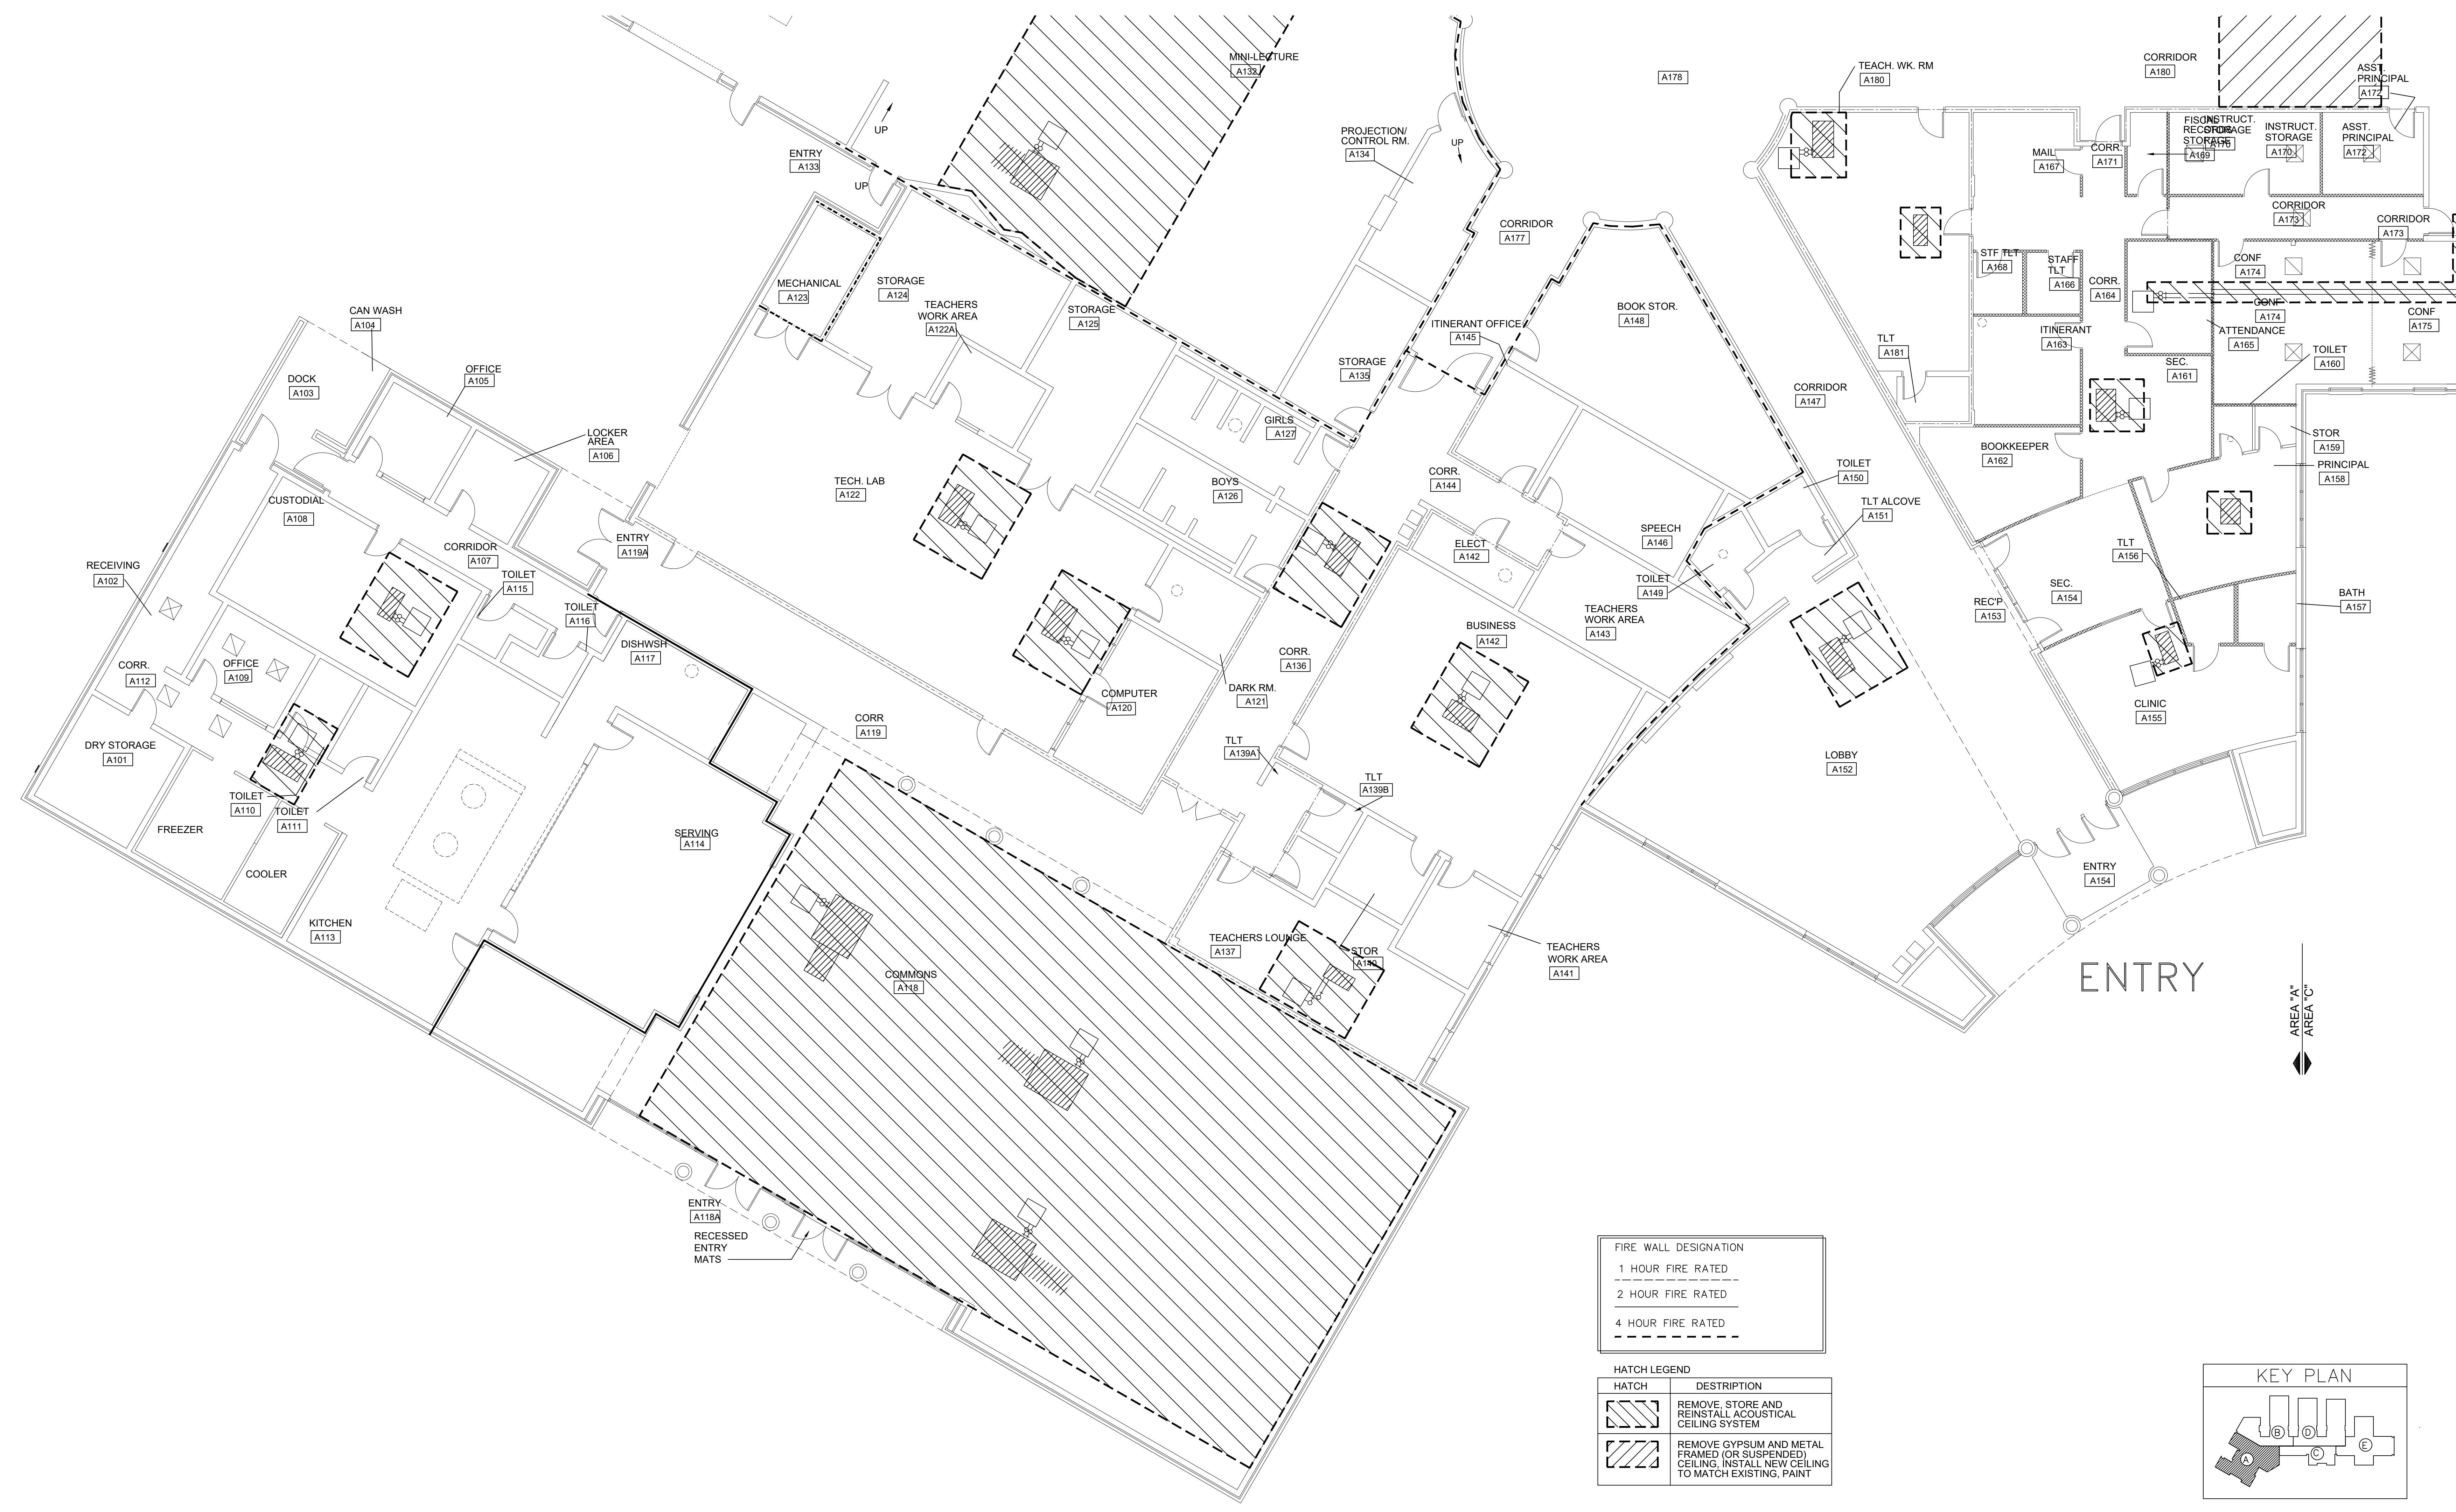 MINI-LECTURE
A132
A178
TEACH. WK. RM
A180
CORRIDOR
A180
ASST.
PRINCIPAL
A172
UP
ENTRY
A133
UP
PROJECTION/
CONTROL RM.
A134
UP
MAIL
A167
CORR.
A171
FISCAL
RECORDS
STORAGE
A169
INSTRUCT.
STORAGE
A170
INSTRUCT.
STORAGE
A170
ASST.
PRINCIPAL
A172
CORRIDOR
A177
CORRIDOR
A173
CORRIDOR
A173
MECHANICAL
A123
STORAGE
A124
TEACHERS
WORK AREA
A122A
STORAGE
A125
STF TLT
A168
STAFF
TLT
A166
CORR.
A164
CONF
A174
CONF
A174
CONF
A175
CAN WASH
A104
ITINERANT OFFICE
A145
BOOK STOR.
A148
TLT
A181
ITINERANT
A163
ATTENDANCE
A165
TOILET
A160
SEC.
A161
DOCK
A103
OFFICE
A105
STORAGE
A135
CORRIDOR
A147
LOCKER
AREA
A106
GIRLS
A127
BOOKKEEPER
A162
STOR
A159
PRINCIPAL
A158
CUSTODIAL
A108
TECH. LAB
A122
BOYS
A126
CORR.
A144
TOILET
A150
TLT ALCOVE
A151
ENTRY
A119A
CORRIDOR
A107
ELECT
A142
SPEECH
A146
TLT
A156
RECEIVING
A102
TOILET
A115
TOILET
A116
TOILET
A149
TEACHERS
WORK AREA
A143
SEC.
A154
REC'P
A153
BATH
A157
DISHWSH
A117
BUSINESS
A142
CORR.
A112
OFFICE
A109
CORR.
A136
DARK RM.
A121
COMPUTER
A120
CLINIC
A155
DRY STORAGE
A101
CORR
A119
TLT
A139A
TLT
A139B
LOBBY
A152
TOILET
A110
TOILET
A111
FREEZER
SERVING
A114
COOLER
ENTRY
A154
KITCHEN
A113
TEACHERS LOUNGE
A137
STOR
A140
TEACHERS
WORK AREA
A141
COMMONS
A118
ENTRY
AREA "A"
AREA "C"
ENTRY
A118A
RECESSED
ENTRY
MATS
FIRE WALL DESIGNATION
1 HOUR FIRE RATED
2 HOUR FIRE RATED
4 HOUR FIRE RATED
HATCH LEGEND
HATCH DESTRIPTION
REMOVE, STORE AND
REINSTALL ACOUSTICAL
CEILING SYSTEM
REMOVE GYPSUM AND METAL
FRAMED (OR SUSPENDED)
CEILING, INSTALL NEW CEILING
TO MATCH EXISTING, PAINT
KEY PLAN
A
B
D
C
E